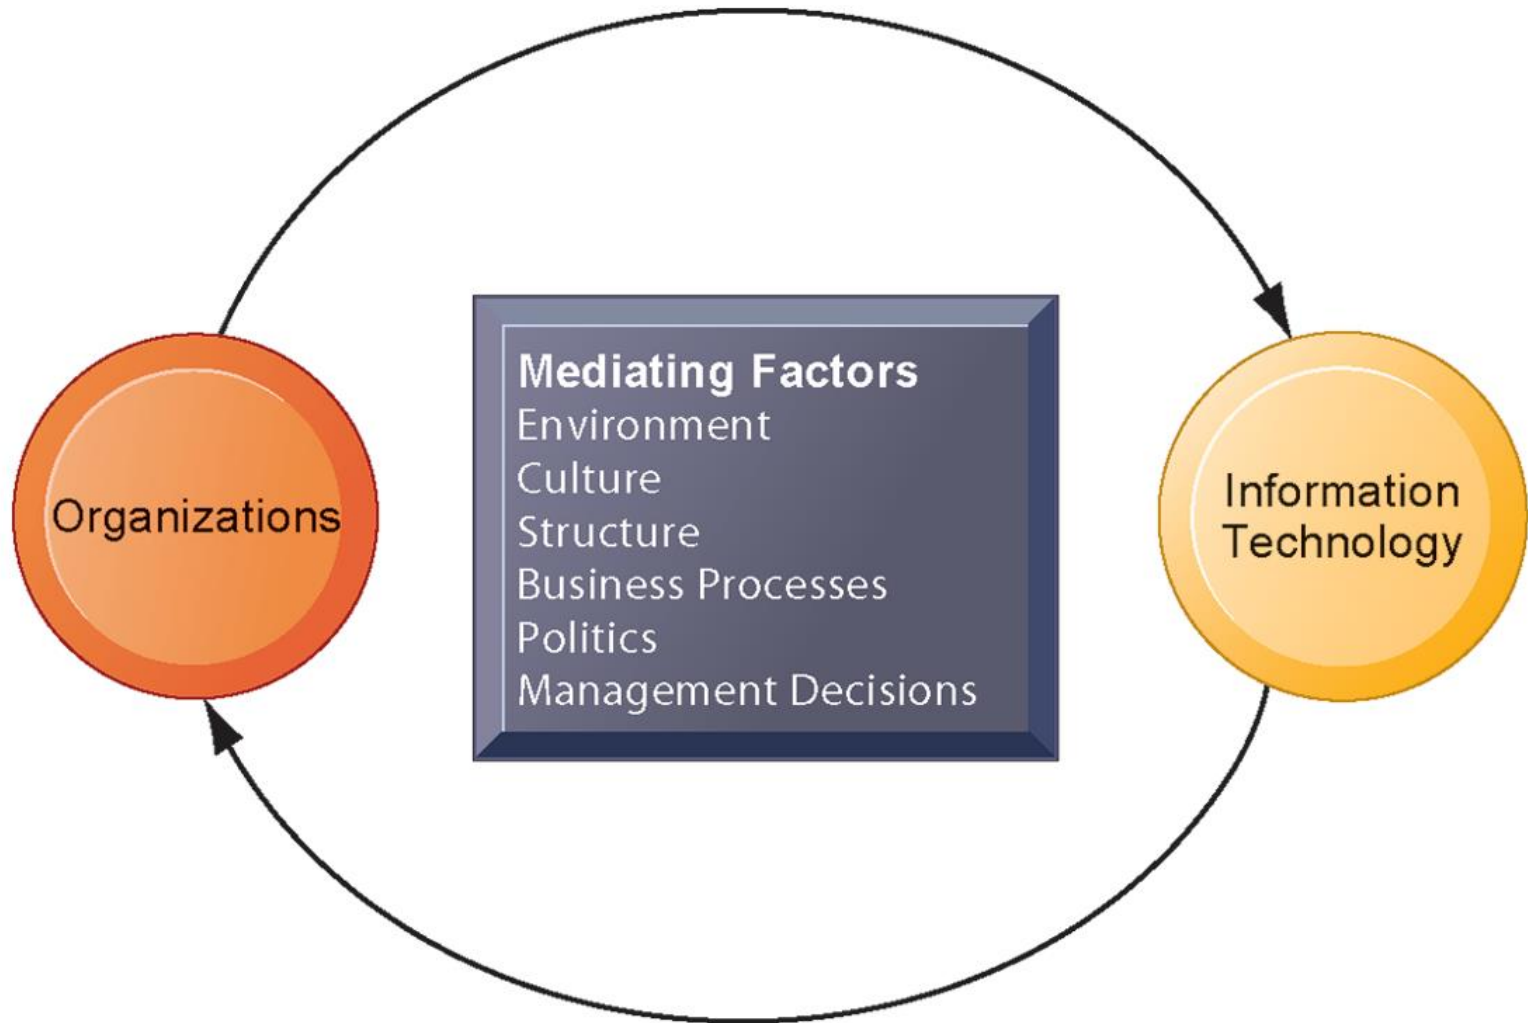 Organizations
Mediating Factors
Environment
Culture
Structure
Business Processes
Politics
Management Decisions
Information
Technology